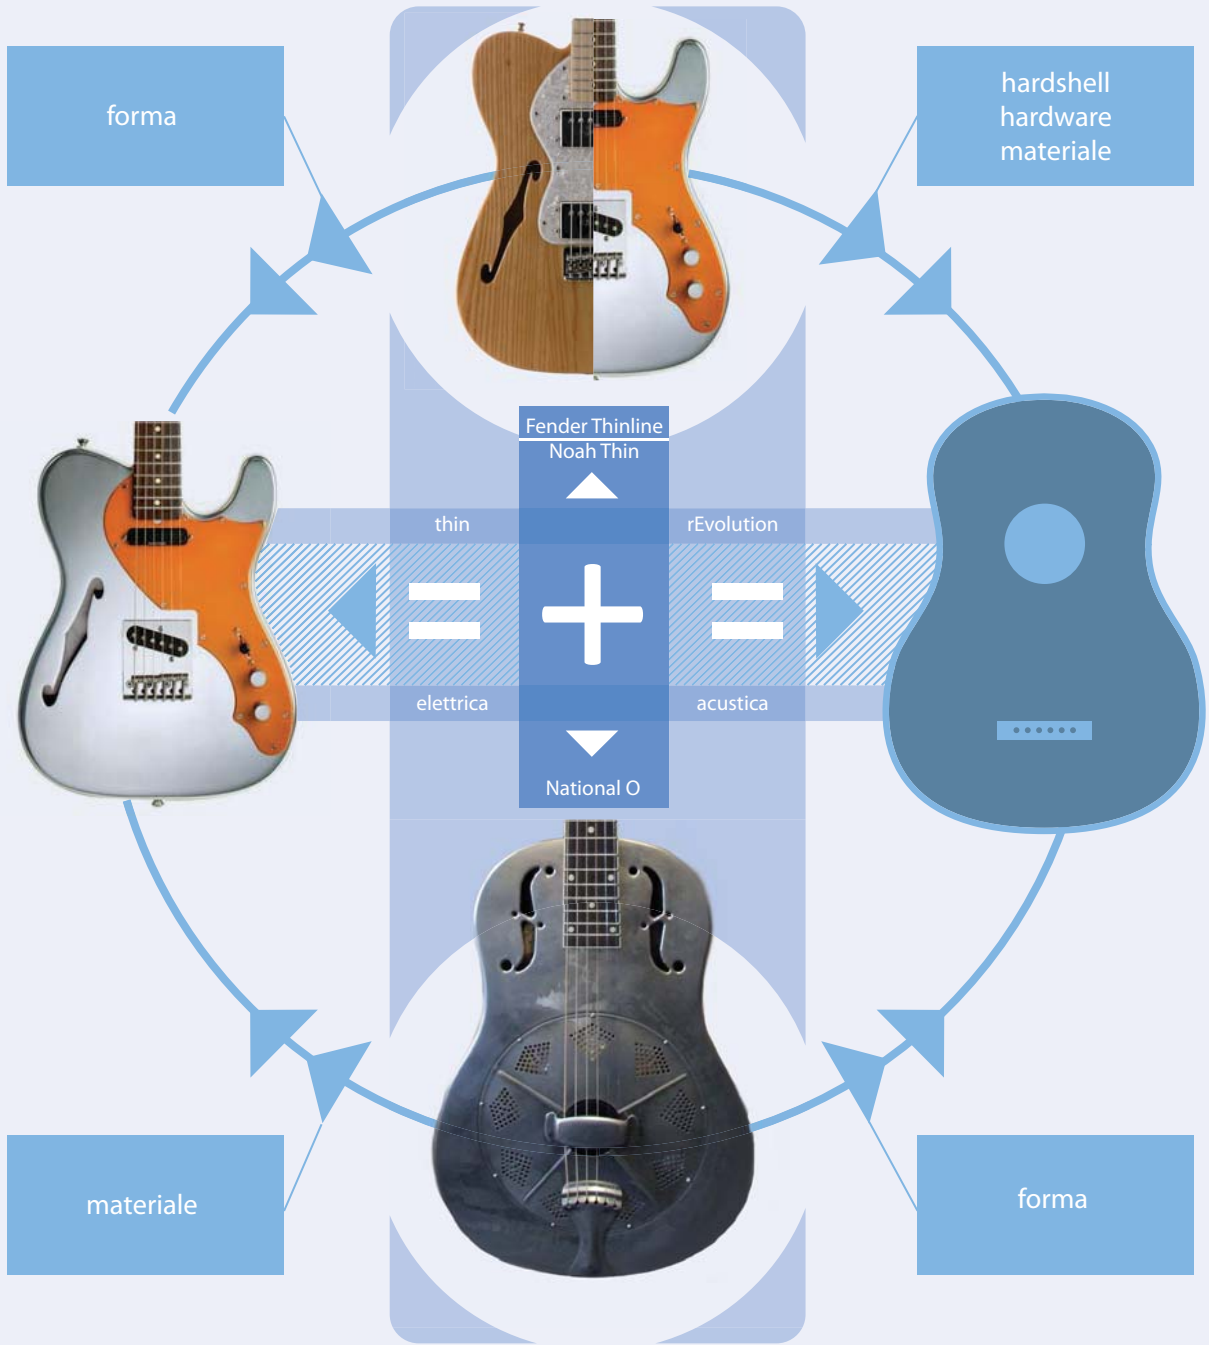 forma
hardshell
hardware
materiale
Fender Thinline
Noah Thin
thin
rEvolution
elettrica
acustica
National O
materiale
forma